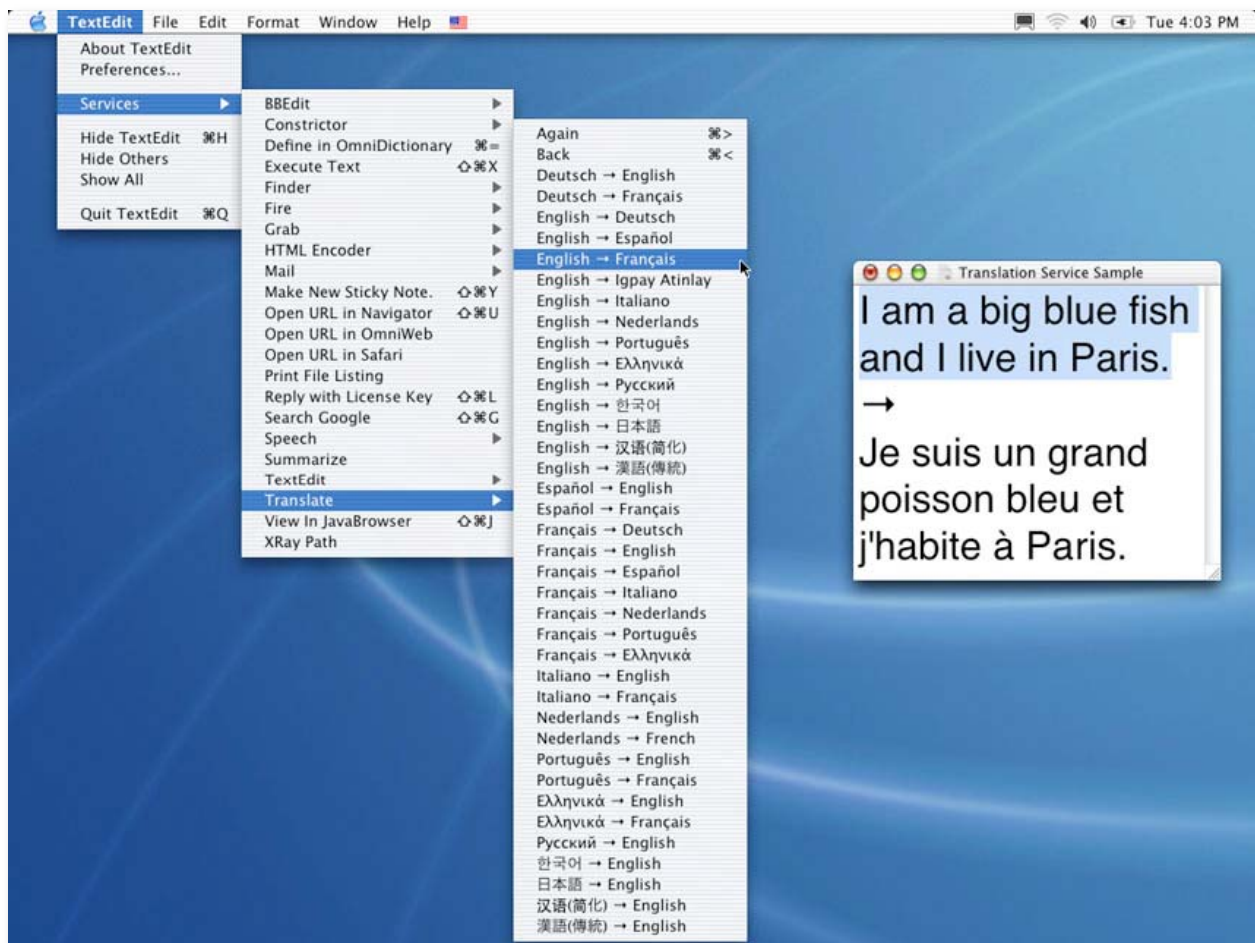 TextEdit File Edit Format Window Help Tue 4:03 PM
About TextEdit
Preferences...
Services
Hide TextEdit ⌘H
Hide Others
Show All
Quit TextEdit ⌘Q
BBEdit
Constrictor
Define in OmniDictionary ⌘=
Execute Text ⇧⌘X
Finder
Fire
Grab
HTML Encoder
Mail
Make New Sticky Note. ⇧⌘Y
Open URL in Navigator ⇧⌘U
Open URL in OmniWeb
Open URL in Safari
Print File Listing
Reply with License Key ⇧⌘L
Search Google ⇧⌘G
Speech
Summarize
TextEdit
Translate
View In JavaBrowser ⇧⌘J
XRay Path
Again ⌘>
Back ⌘<
Deutsch → English
Deutsch → Français
English → Deutsch
English → Español
English → Français
English → Igpay Atinlay
English → Italiano
English → Nederlands
English → Português
English → Ελληνικά
English → Русский
English → 한국어
English → 日本語
English → 汉语(简化)
English → 漢語(傳統)
Español → English
Español → Français
Français → Deutsch
Français → English
Français → Español
Français → Italiano
Français → Nederlands
Français → Português
Français → Ελληνικά
Italiano → English
Italiano → Français
Nederlands → English
Nederlands → French
Português → English
Português → Français
Ελληνικά → English
Ελληνικά → Français
Русский → English
한국어 → English
日本語 → English
汉语(简化) → English
漢語(傳統) → English
Translation Service Sample
I am a big blue fish
and I live in Paris.
→
Je suis un grand
poisson bleu et
j'habite à Paris.